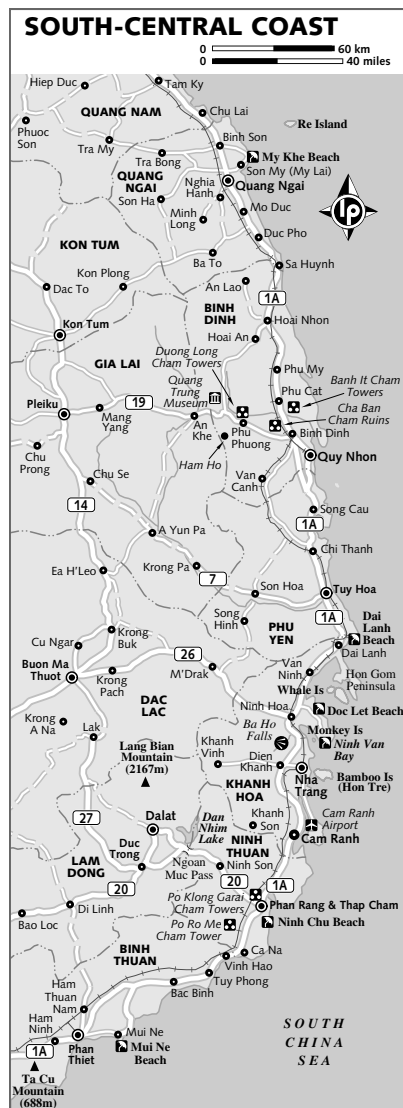 SOUTH-CENTRAL COAST
0 60 km
0 40 miles
Hiep Duc
Tam Ky
QUANG NAM
Chu Lai
Phuoc
Son
Re Island
Tra My
Binh Son
Tra Bong
My Khe Beach
Son My (My Lai)
QUANG
NGAI
Quang Ngai
Nghia
Hanh
Son Ha
lp
Minh
Long
Mo Duc
Duc Pho
KON TUM
Ba To
Sa Huynh
Kon Plong
Dac To
An Lao
1A
BINH
DINH
Hoai Nhon
Kon Tum
Hoai An
Duong Long
Cham Towers
GIA LAI
Phu My
Quang
Trung
Museum
Banh It Cham
Towers
Phu Cat
Pleiku
19
Mang
Yang
Cha Ban
Cham Ruins
An
Khe
Phu
Phuong
Binh Dinh
Chu
Prong
Ham Ho
Quy Nhon
Chu Se
Van
Canh
14
Song Cau
1A
A Yun Pa
Chi Thanh
Ea H'Leo
Krong Pa
7
Son Hoa
Tuy Hoa
Song
Hinh
1A
Dai
Lanh
Beach
PHU
YEN
Krong
Buk
Cu Ngar
Dai Lanh
26
Buon Ma
Thuot
Krong
Pach
M'Drak
Van
Ninh
Hon Gom
Peninsula
Whale Is
DAC
LAC
Ninh Hoa
Doc Let Beach
Krong
A Na
Lak
Ba Ho
Falls
Monkey Is
Ninh Van
Bay
Lang Bian
Mountain
(2167m)
Khanh
Vinh
Dien
Khanh
Nha
Trang
Bamboo Is
(Hon Tre)
KHANH
HOA
27
Dan
Nhim
Lake
Khanh
Son
Cam Ranh
Airport
Dalat
Cam Ranh
Duc
Trong
NINH
THUAN
LAM
DONG
Ngoan
Muc Pass
Ninh Son
20
20
1A
Po Klong Garai
Cham Towers
Phan Rang & Thap Cham
Di Linh
Bao Loc
Po Ro Me
Cham Tower
Ninh Chu Beach
BINH
THUAN
Ca Na
Vinh Hao
Tuy Phong
Ham
Thuan
Nam
Bac Binh
Ham
Ninh
Mui Ne
SOUTH
CHINA
SEA
1A
Phan
Thiet
Mui Ne
Beach
Ta Cu
Mountain
(688m)